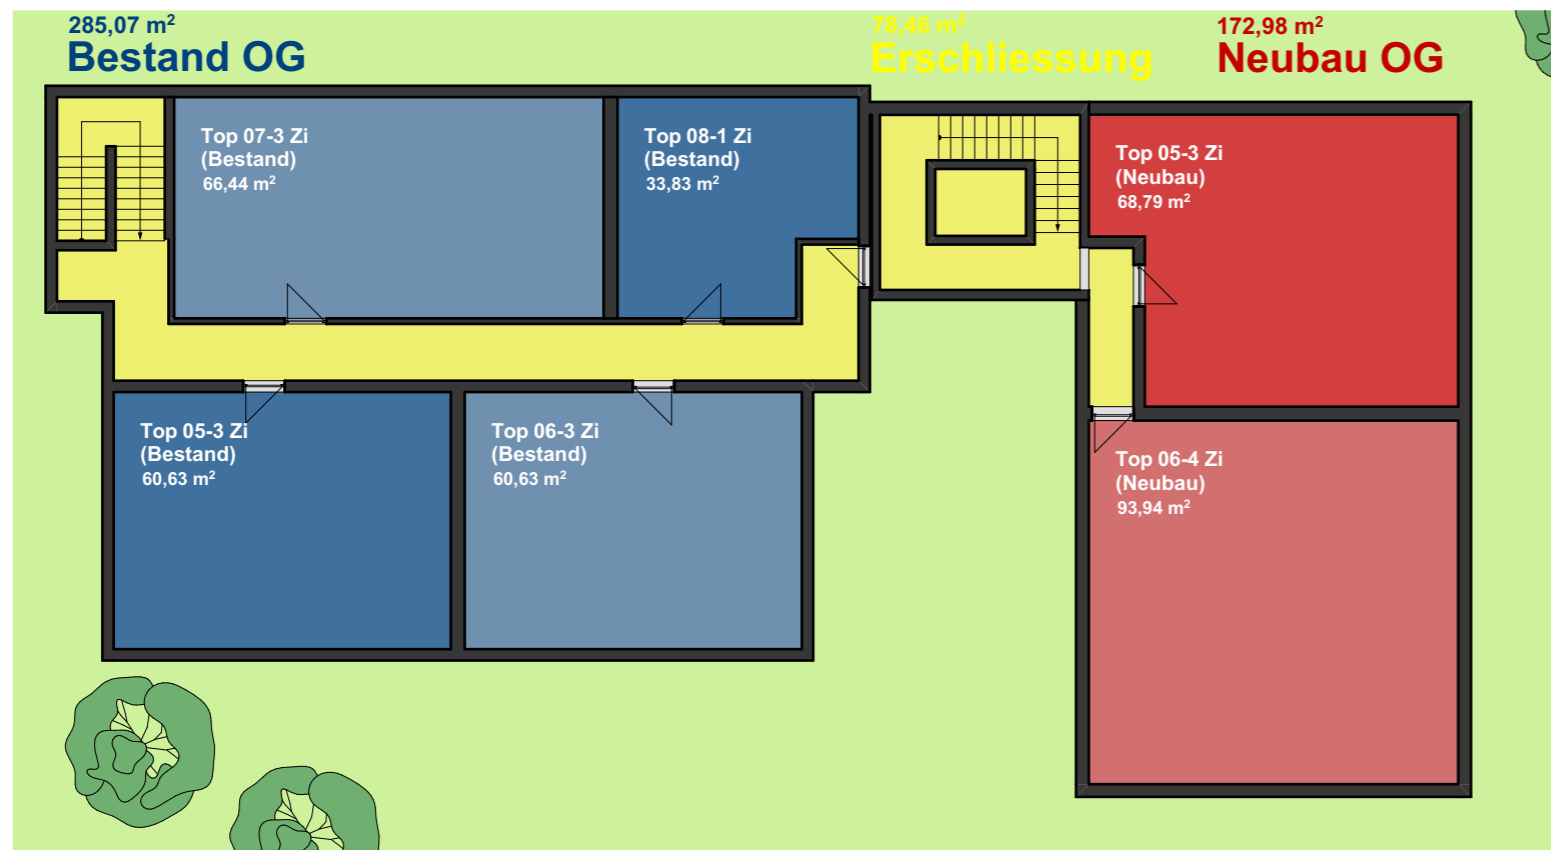 285,07 m²
Bestand OG
78,46 m²
Erschliessung
172,98 m²
Neubau OG
Top 07-3 Zi
(Bestand)
66,44 m²
Top 08-1 Zi
(Bestand)
33,83 m²
Top 05-3 Zi
(Neubau)
68,79 m²
Top 05-3 Zi
(Bestand)
60,63 m²
Top 06-3 Zi
(Bestand)
60,63 m²
Top 06-4 Zi
(Neubau)
93,94 m²